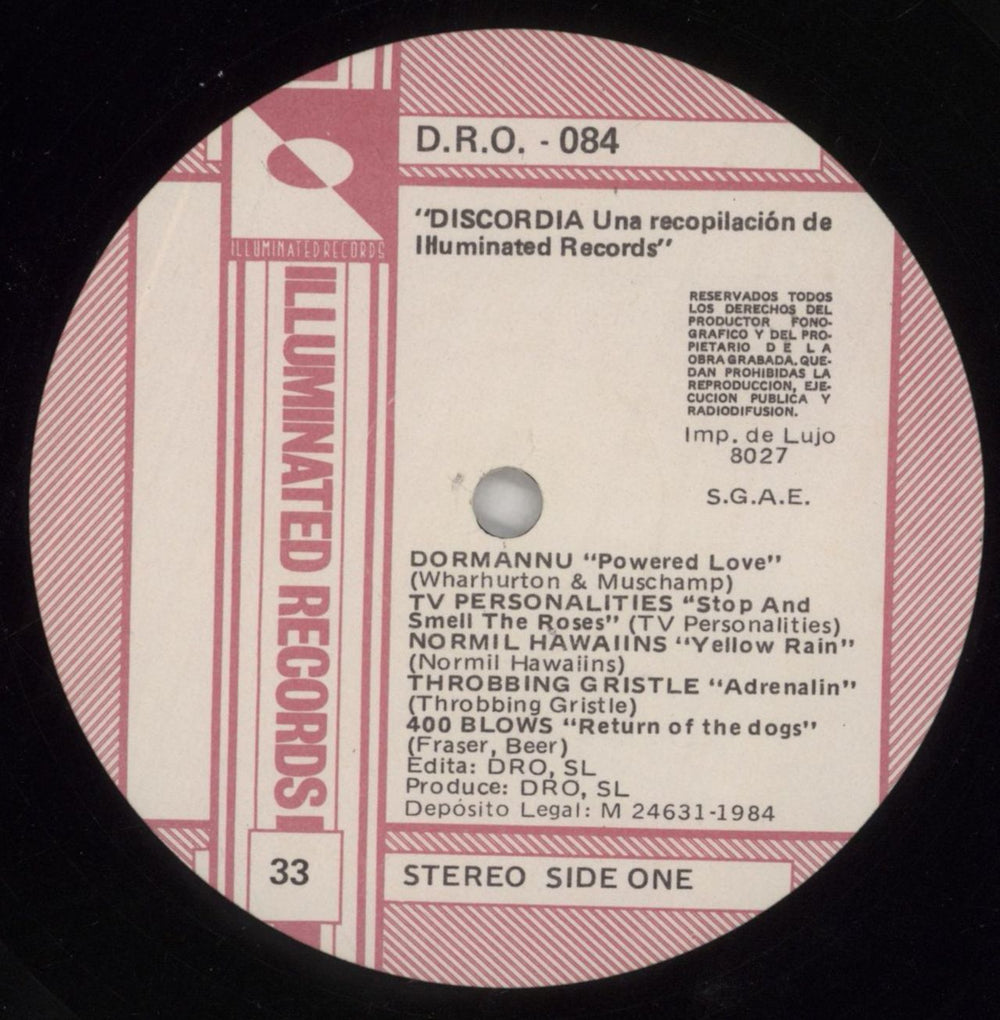 D.R.O. - 084
"DISCORDIA Una recopilación de
Illuminated Records"
ILLUMINATED RECORDS
ILLUMINATED RECORDS
RESERVADOS TODOS
LOS DERECHOS DEL
PRODUCTOR FONO-
GRAFICO Y DEL PRO-
PIETARIO DE LA
OBRA GRABADA. QUE-
DAN PROHIBIDAS LA
REPRODUCCION, EJE-
CUCION PUBLICA Y
RADIODIFUSION.
Imp. de Lujo
8027
S.G.A.E.
DORMANNU "Powered Love"
(Wharhurton & Muschamp)
TV PERSONALITIES "Stop And
Smell The Roses" (TV Personalities)
NORMIL HAWAIINS "Yellow Rain"
(Normil Hawaiins)
THROBBING GRISTLE "Adrenalin"
(Throbbing Gristle)
400 BLOWS "Return of the dogs"
(Fraser, Beer)
Edita: DRO, SL
Produce: DRO, SL
Depósito Legal: M 24631-1984
33
STEREO SIDE ONE